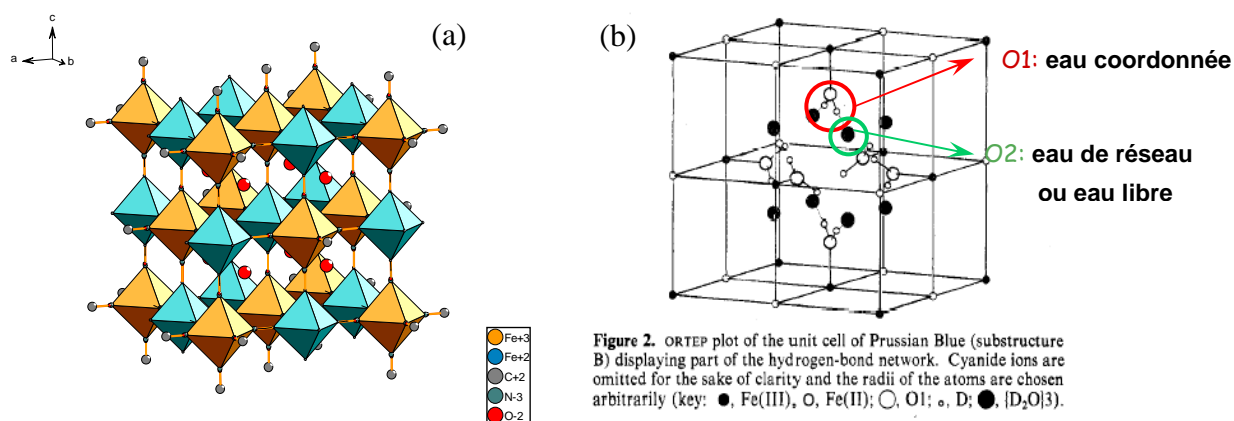 c
a
b
(a)
Fe+3
Fe+2
C+2
N-3
O-2
(b)
O1: eau coordonnée
O2: eau de réseau
ou eau libre
Figure 2. ORTEP plot of the unit cell of Prussian Blue (substructure
B) displaying part of the hydrogen-bond network. Cyanide ions are
omitted for the sake of clarity and the radii of the atoms are chosen
arbitrarily (key: ●, Fe(III), O, Fe(II); ◯, O1; ∘, D; ⬤, {D₂O}3).